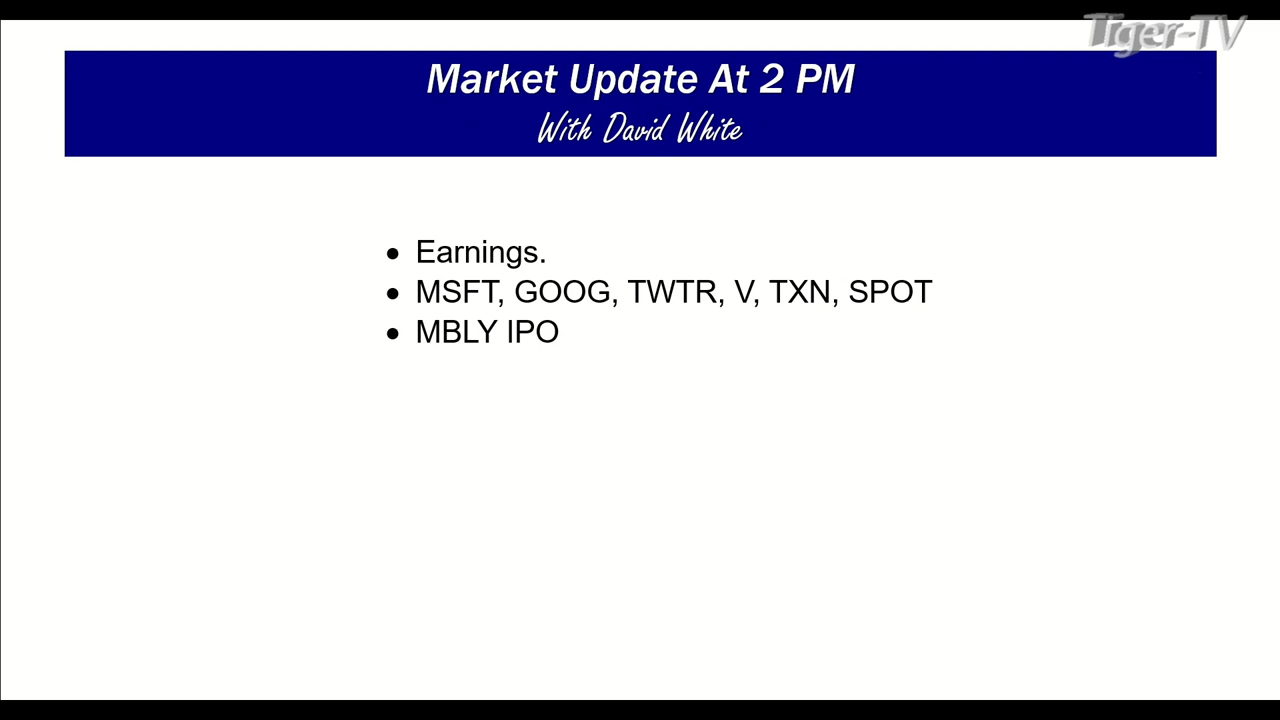 Tiger-TV
Market Update At 2 PM
With David White
• Earnings.
• MSFT, GOOG, TWTR, V, TXN, SPOT
• MBLY IPO